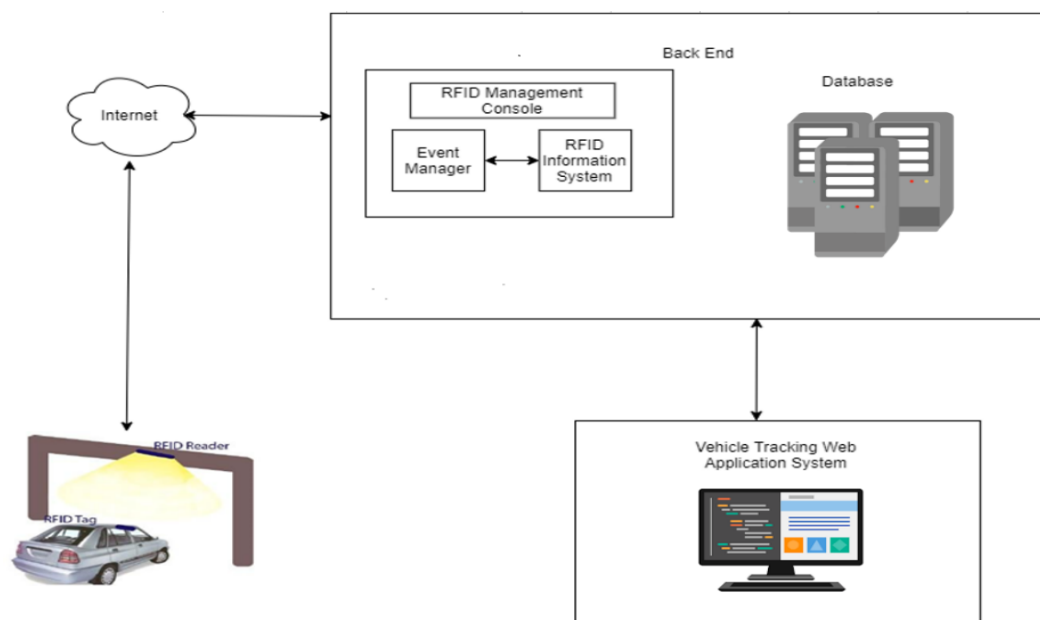 Back End
Database
RFID Management
Console
Internet
Event
Manager
RFID
Information
System
RFID Reader
RFID Tag
Vehicle Tracking Web
Application System